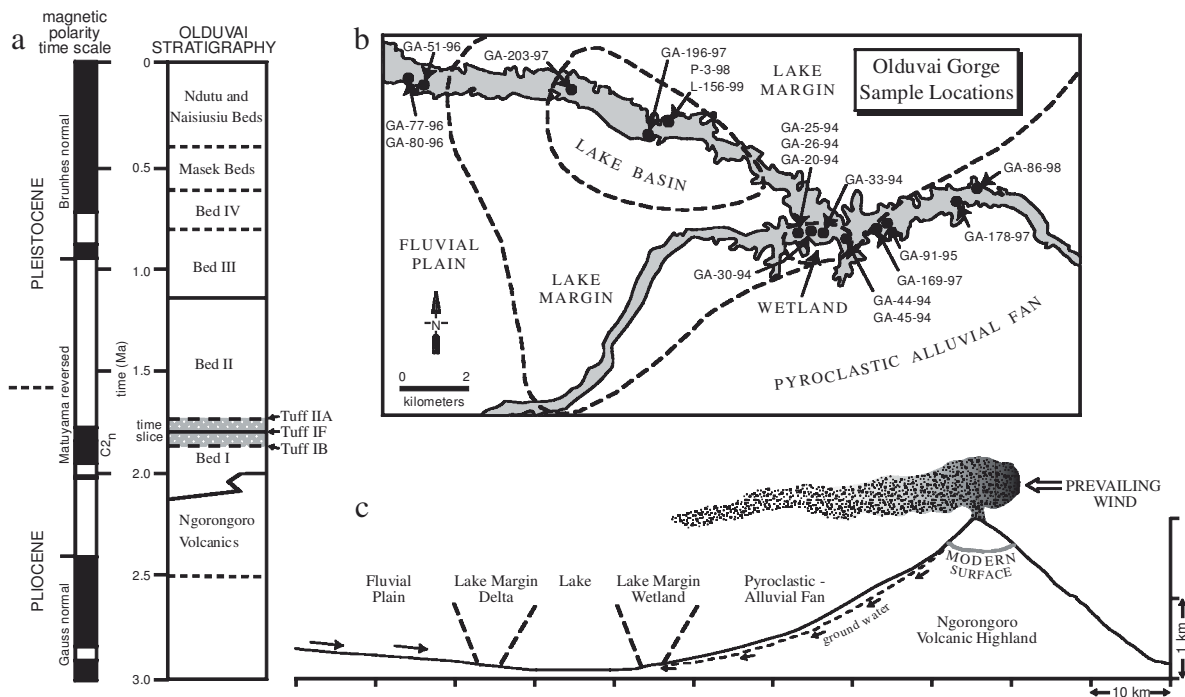 a
magnetic
polarity
time scale
OLDUVAI
STRATIGRAPHY
PLEISTOCENE
PLIOCENE
Brunhes normal
Matuyama reversed
Gauss normal
C2n
time (Ma)
0
0.5
1.0
1.5
2.0
2.5
3.0
Ndutu and
Naisiusiu Beds
Masek Beds
Bed IV
Bed III
Bed II
time
slice
Tuff IIA
Tuff IF
Tuff IB
Bed I
Ngorongoro
Volcanics
b
Olduvai Gorge
Sample Locations
GA-51-96
GA-203-97
GA-196-97
P-3-98
L-156-99
LAKE
MARGIN
GA-77-96
GA-80-96
GA-25-94
GA-26-94
GA-20-94
LAKE BASIN
GA-33-94
GA-86-98
GA-178-97
FLUVIAL
PLAIN
LAKE
MARGIN
GA-30-94
GA-91-95
GA-169-97
WETLAND
GA-44-94
GA-45-94
N
PYROCLASTIC ALLUVIAL FAN
0 2
kilometers
c
PREVAILING
WIND
MODERN
SURFACE
Fluvial
Plain
Lake Margin
Delta
Lake
Lake Margin
Wetland
Pyroclastic -
Alluvial Fan
ground water
Ngorongoro
Volcanic Highland
1 km
10 km